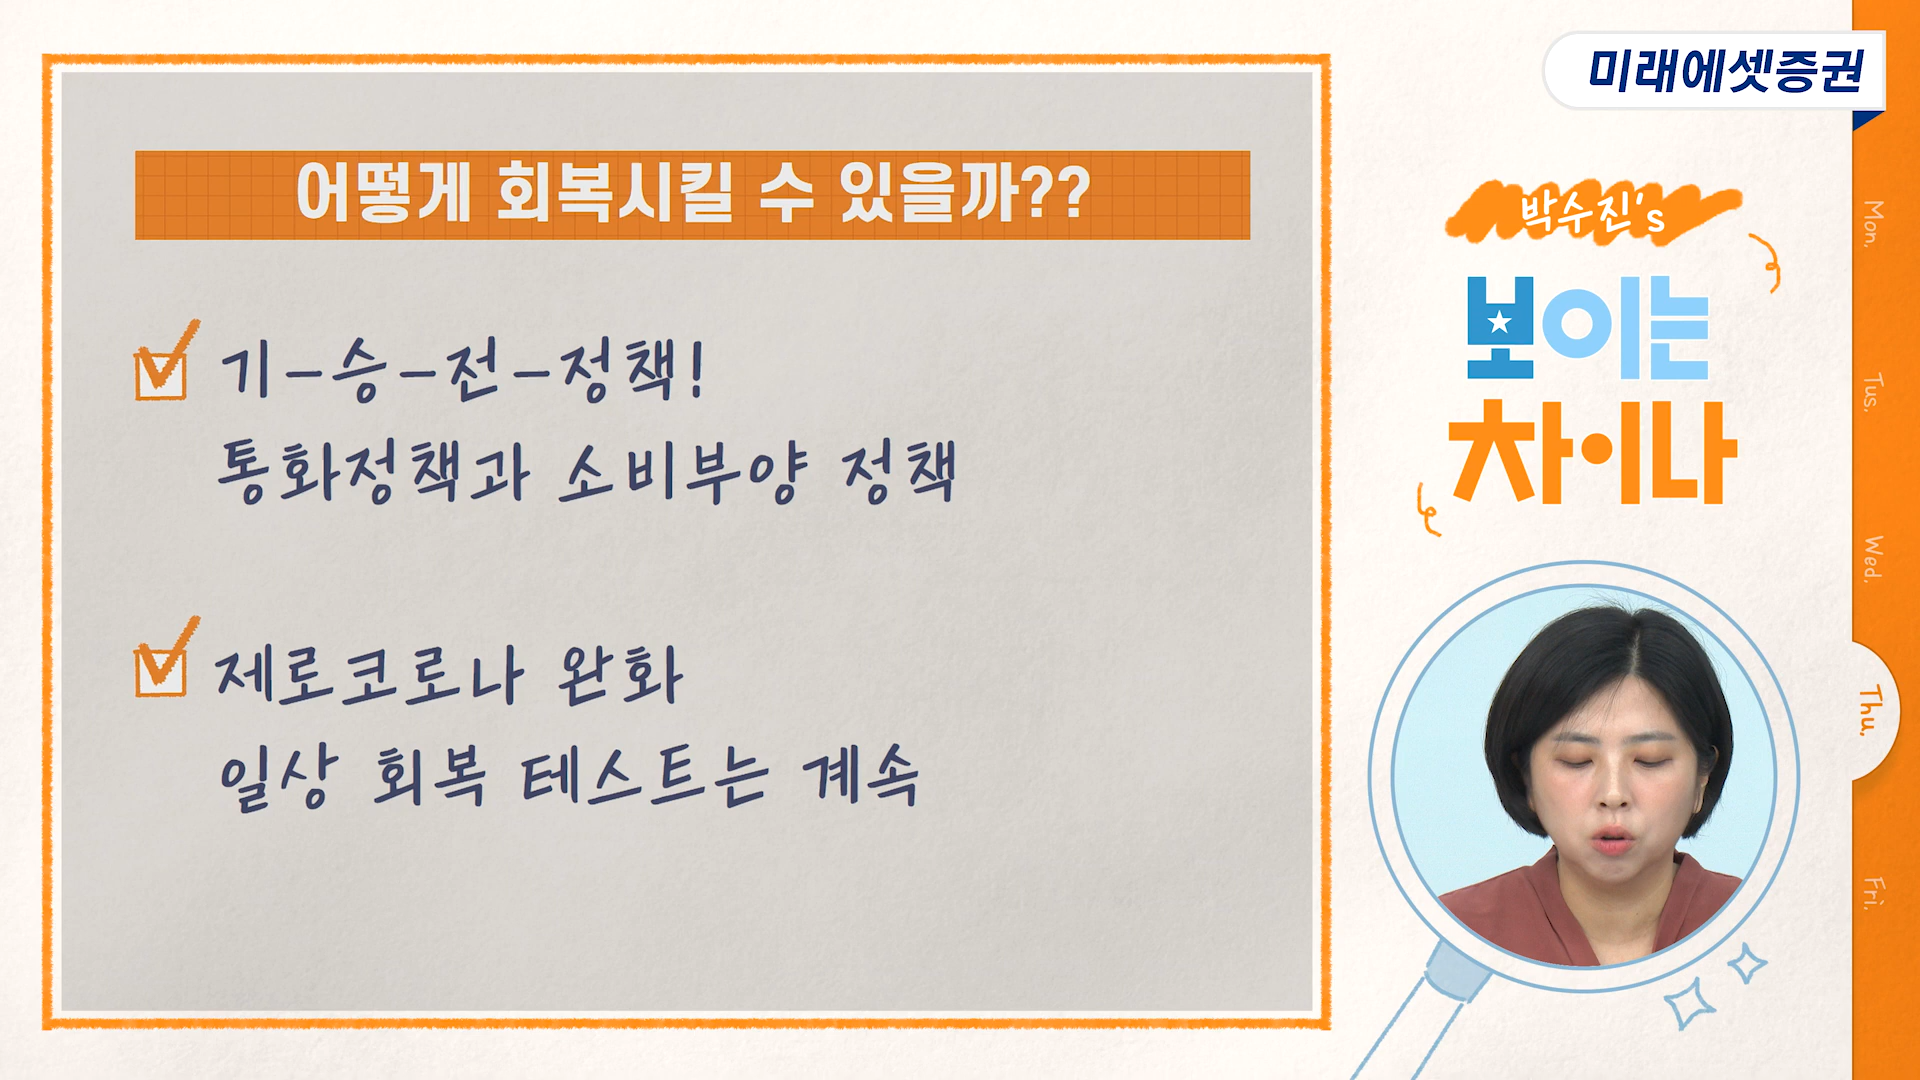 어떻게 회복시킬 수 있을까??
기-승-전-정책!
통화정책과 소비부양 정책
제로코로나 완화
일상 회복 테스트는 계속
미래에셋증권
박수진's
보이는
차이나
Mon,
Tus,
Wed,
Thu,
Fri,